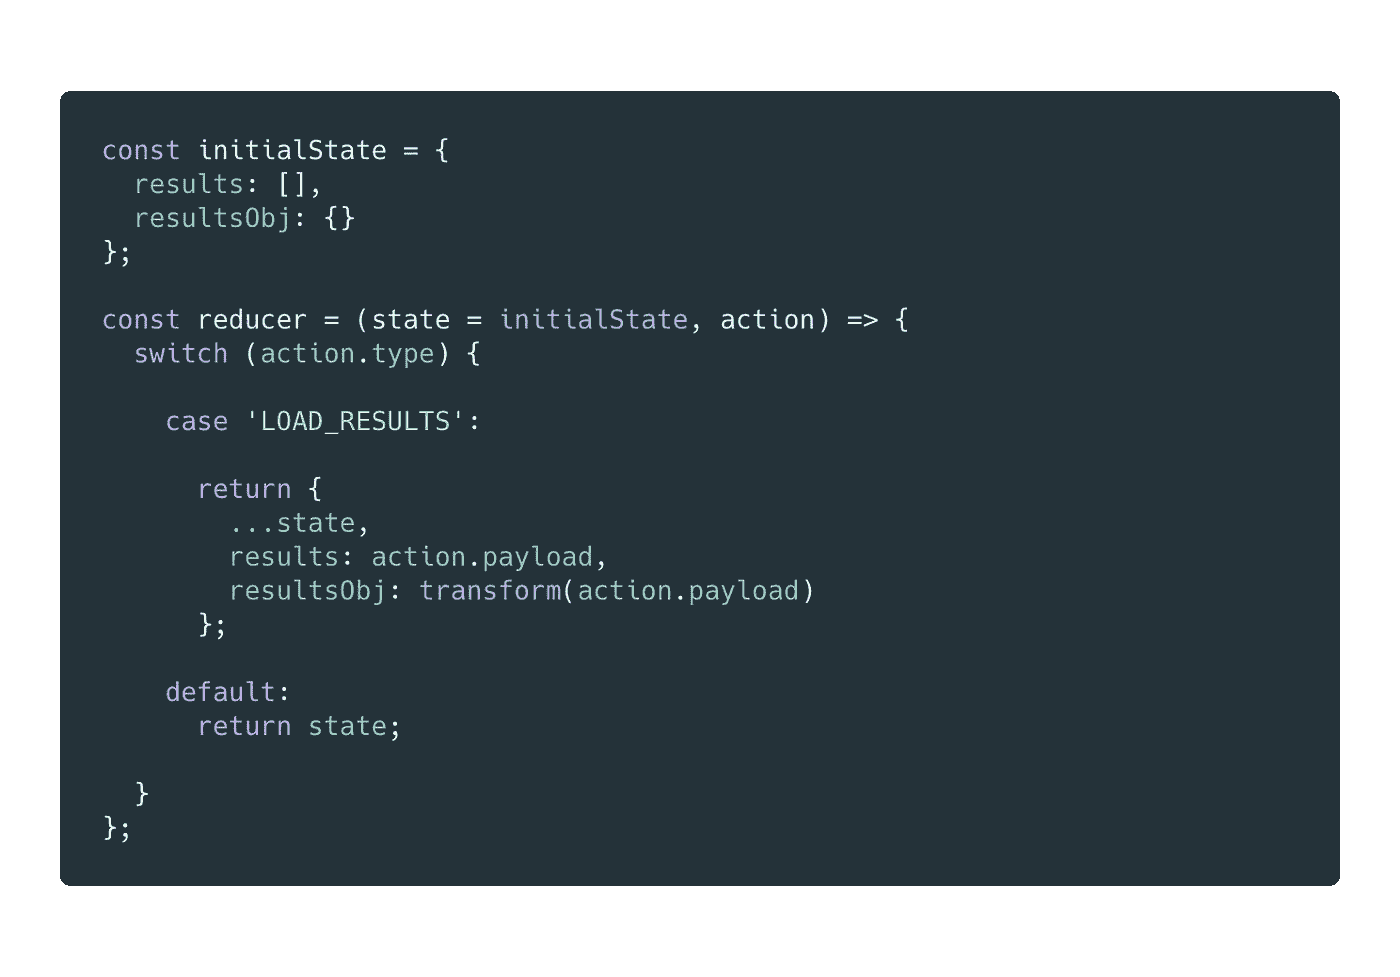 const initialState = {
  results: [],
  resultsObj: {}
};

const reducer = (state = initialState, action) => {
  switch (action.type) {

    case 'LOAD_RESULTS':

      return {
        ...state,
        results: action.payload,
        resultsObj: transform(action.payload)
      };

    default:
      return state;

  }
};